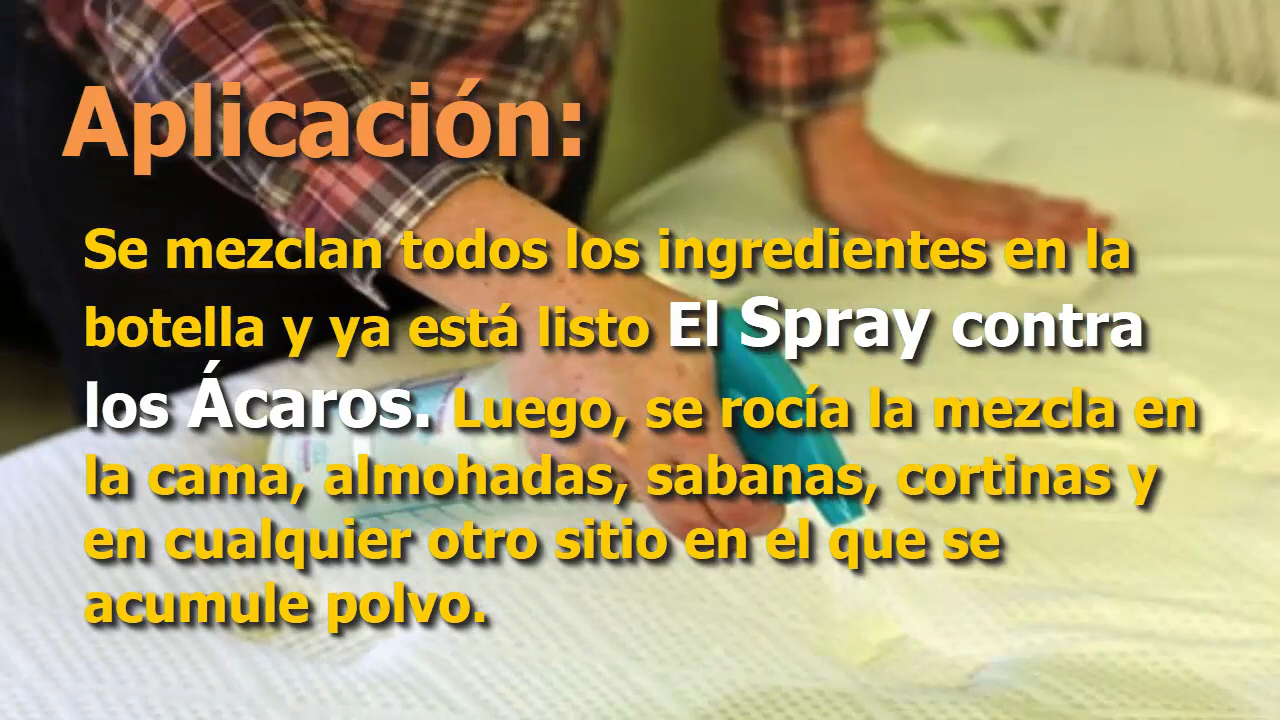 Aplicación:
Se mezclan todos los ingredientes en la
botella y ya está listo El Spray contra
los Ácaros. Luego, se rocía la mezcla en
la cama, almohadas, sabanas, cortinas y
en cualquier otro sitio en el que se
acumule polvo.